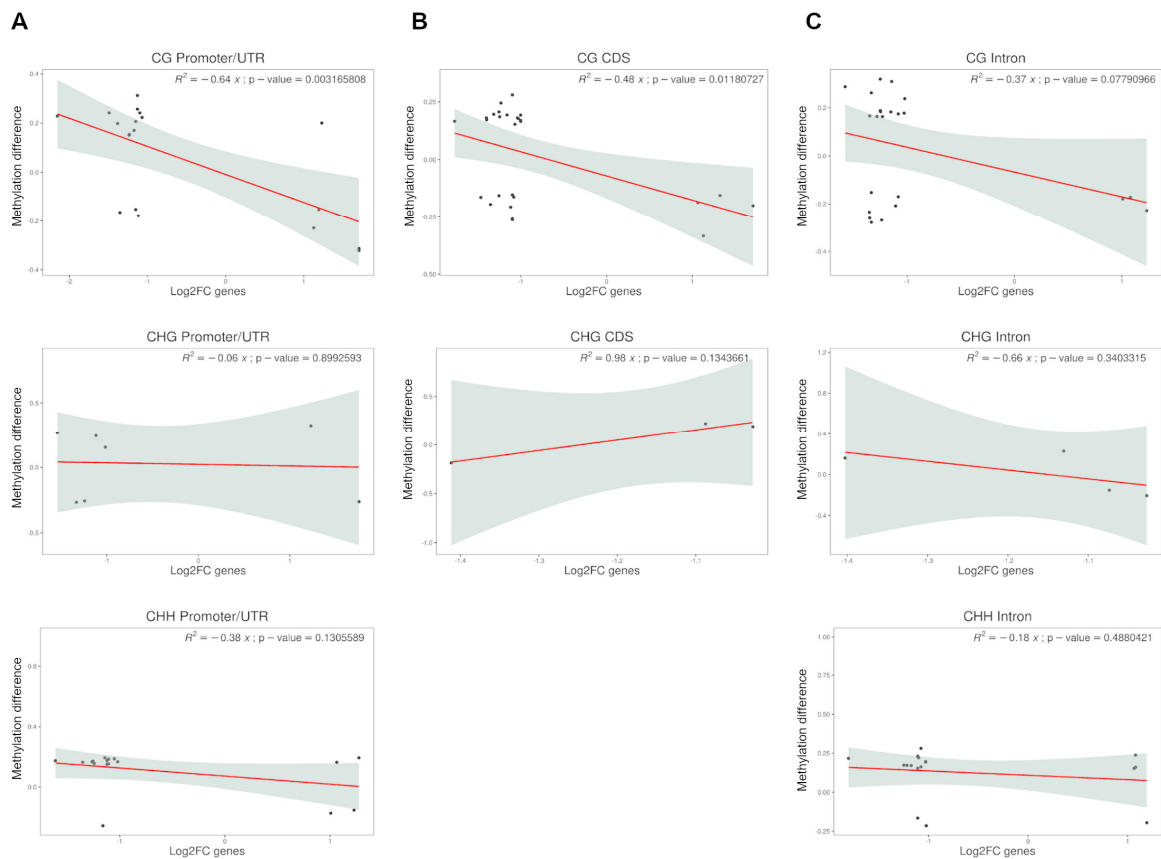 A
B
C
CG Promoter/UTR
R² = −0.64 x ; p − value = 0.003165808
Methylation difference
0.4
0.2
0.0
0.2
-0.4
-2
-1
0
1
Log2FC genes
CG CDS
R² = −0.48 x ; p − value = 0.01180727
Methylation difference
0.25
0.00
-0.25
-0.50
-1
0
1
Log2FC genes
CG Intron
R² = −0.37 x ; p − value = 0.07790966
Methylation difference
0.2
0.0
-0.2
-0.4
-1
0
1
Log2FC genes
CHG Promoter/UTR
R² = −0.06 x ; p − value = 0.8992593
Methylation difference
0.5
0.0
0.5
-1
0
1
Log2FC genes
CHG CDS
R² = 0.98 x ; p − value = 0.1343661
Methylation difference
0.5
0.0
-0.5
-1.0
-1.4
-1.3
-1.2
-1.1
Log2FC genes
CHG Intron
R² = −0.66 x ; p − value = 0.3403315
Methylation difference
1.2
0.8
0.4
0.0
-0.4
-1.4
-1.3
-1.2
-1.1
Log2FC genes
CHH Promoter/UTR
R² = −0.38 x ; p − value = 0.1305589
Methylation difference
0.8
0.4
0.0
-1
0
1
Log2FC genes
CHH Intron
R² = −0.18 x ; p − value = 0.4880421
Methylation difference
1.00
0.75
0.50
0.25
0.00
-0.25
-1
0
1
Log2FC genes